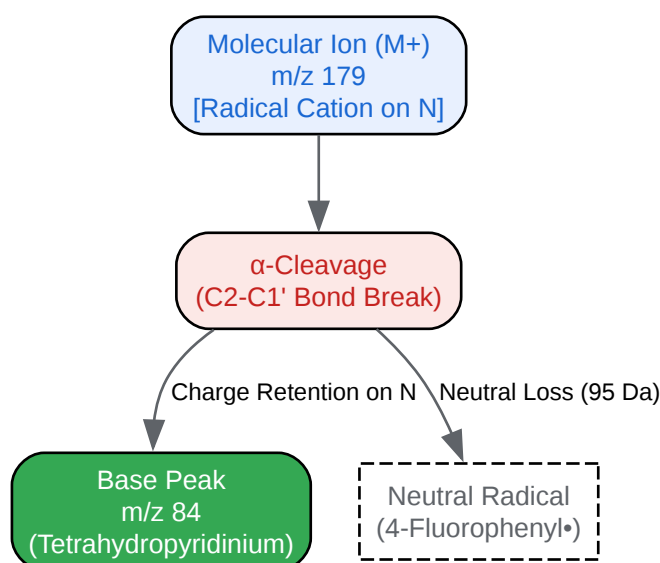 Molecular Ion (M+)
m/z 179
[Radical Cation on N]
α-Cleavage
(C2-C1' Bond Break)
Charge Retention on N
Neutral Loss (95 Da)
Base Peak
m/z 84
(Tetrahydropyridinium)
Neutral Radical
(4-Fluorophenyl•)